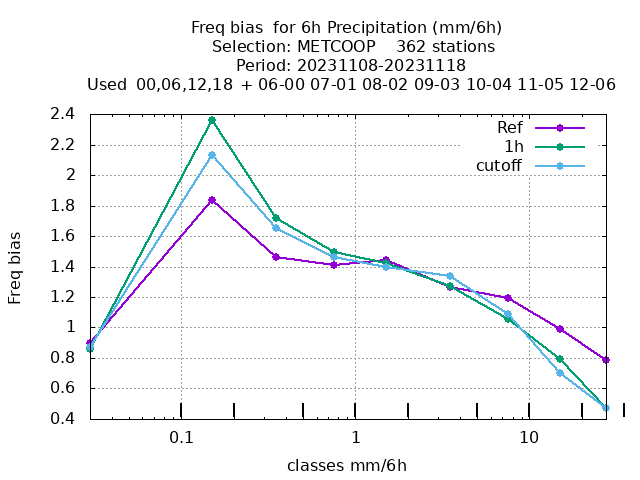 Freq bias  for 6h Precipitation (mm/6h)
Selection: METCOOP    362 stations
Period: 20231108-20231118
Used  00,06,12,18  + 06-00 07-01 08-02 09-03 10-04 11-05 12-06
Ref
1h
cutoff
Freq bias
2.4
2.2
2
1.8
1.6
1.4
1.2
1
0.8
0.6
0.4
0.1
1
10
classes mm/6h